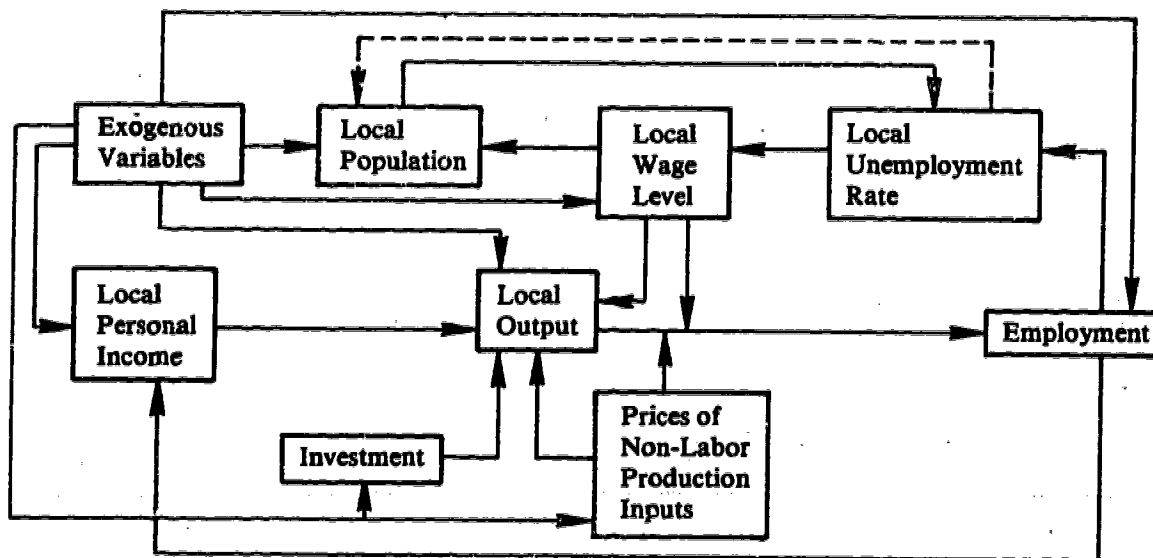 Exogenous
Variables
Local
Population
Local
Wage
Level
Local
Unemployment
Rate
Local
Personal
Income
Local
Output
Employment
Investment
Prices of
Non-Labor
Production
Inputs